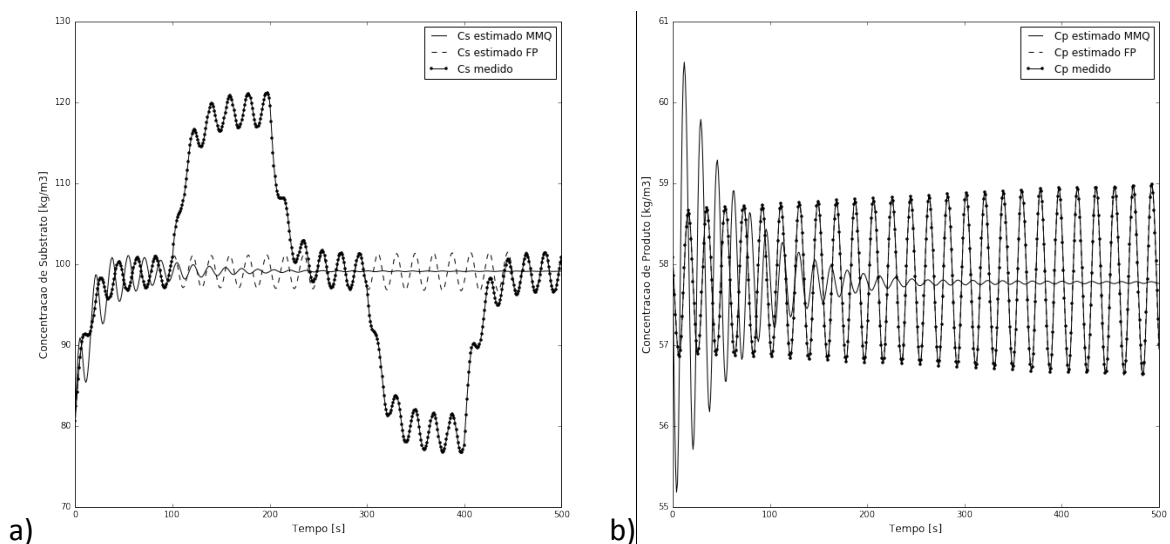 130
120
110
100
90
80
70
0
100
200
300
400
500
Concentracao de Substrato [kg/m3]
Tempo [s]
Cs estimado MMQ
Cs estimado FP
Cs medido
a)
61
60
59
58
57
56
55
0
100
200
300
400
500
Concentracao de Produto [kg/m3]
Tempo [s]
Cp estimado MMQ
Cp estimado FP
Cp medido
b)